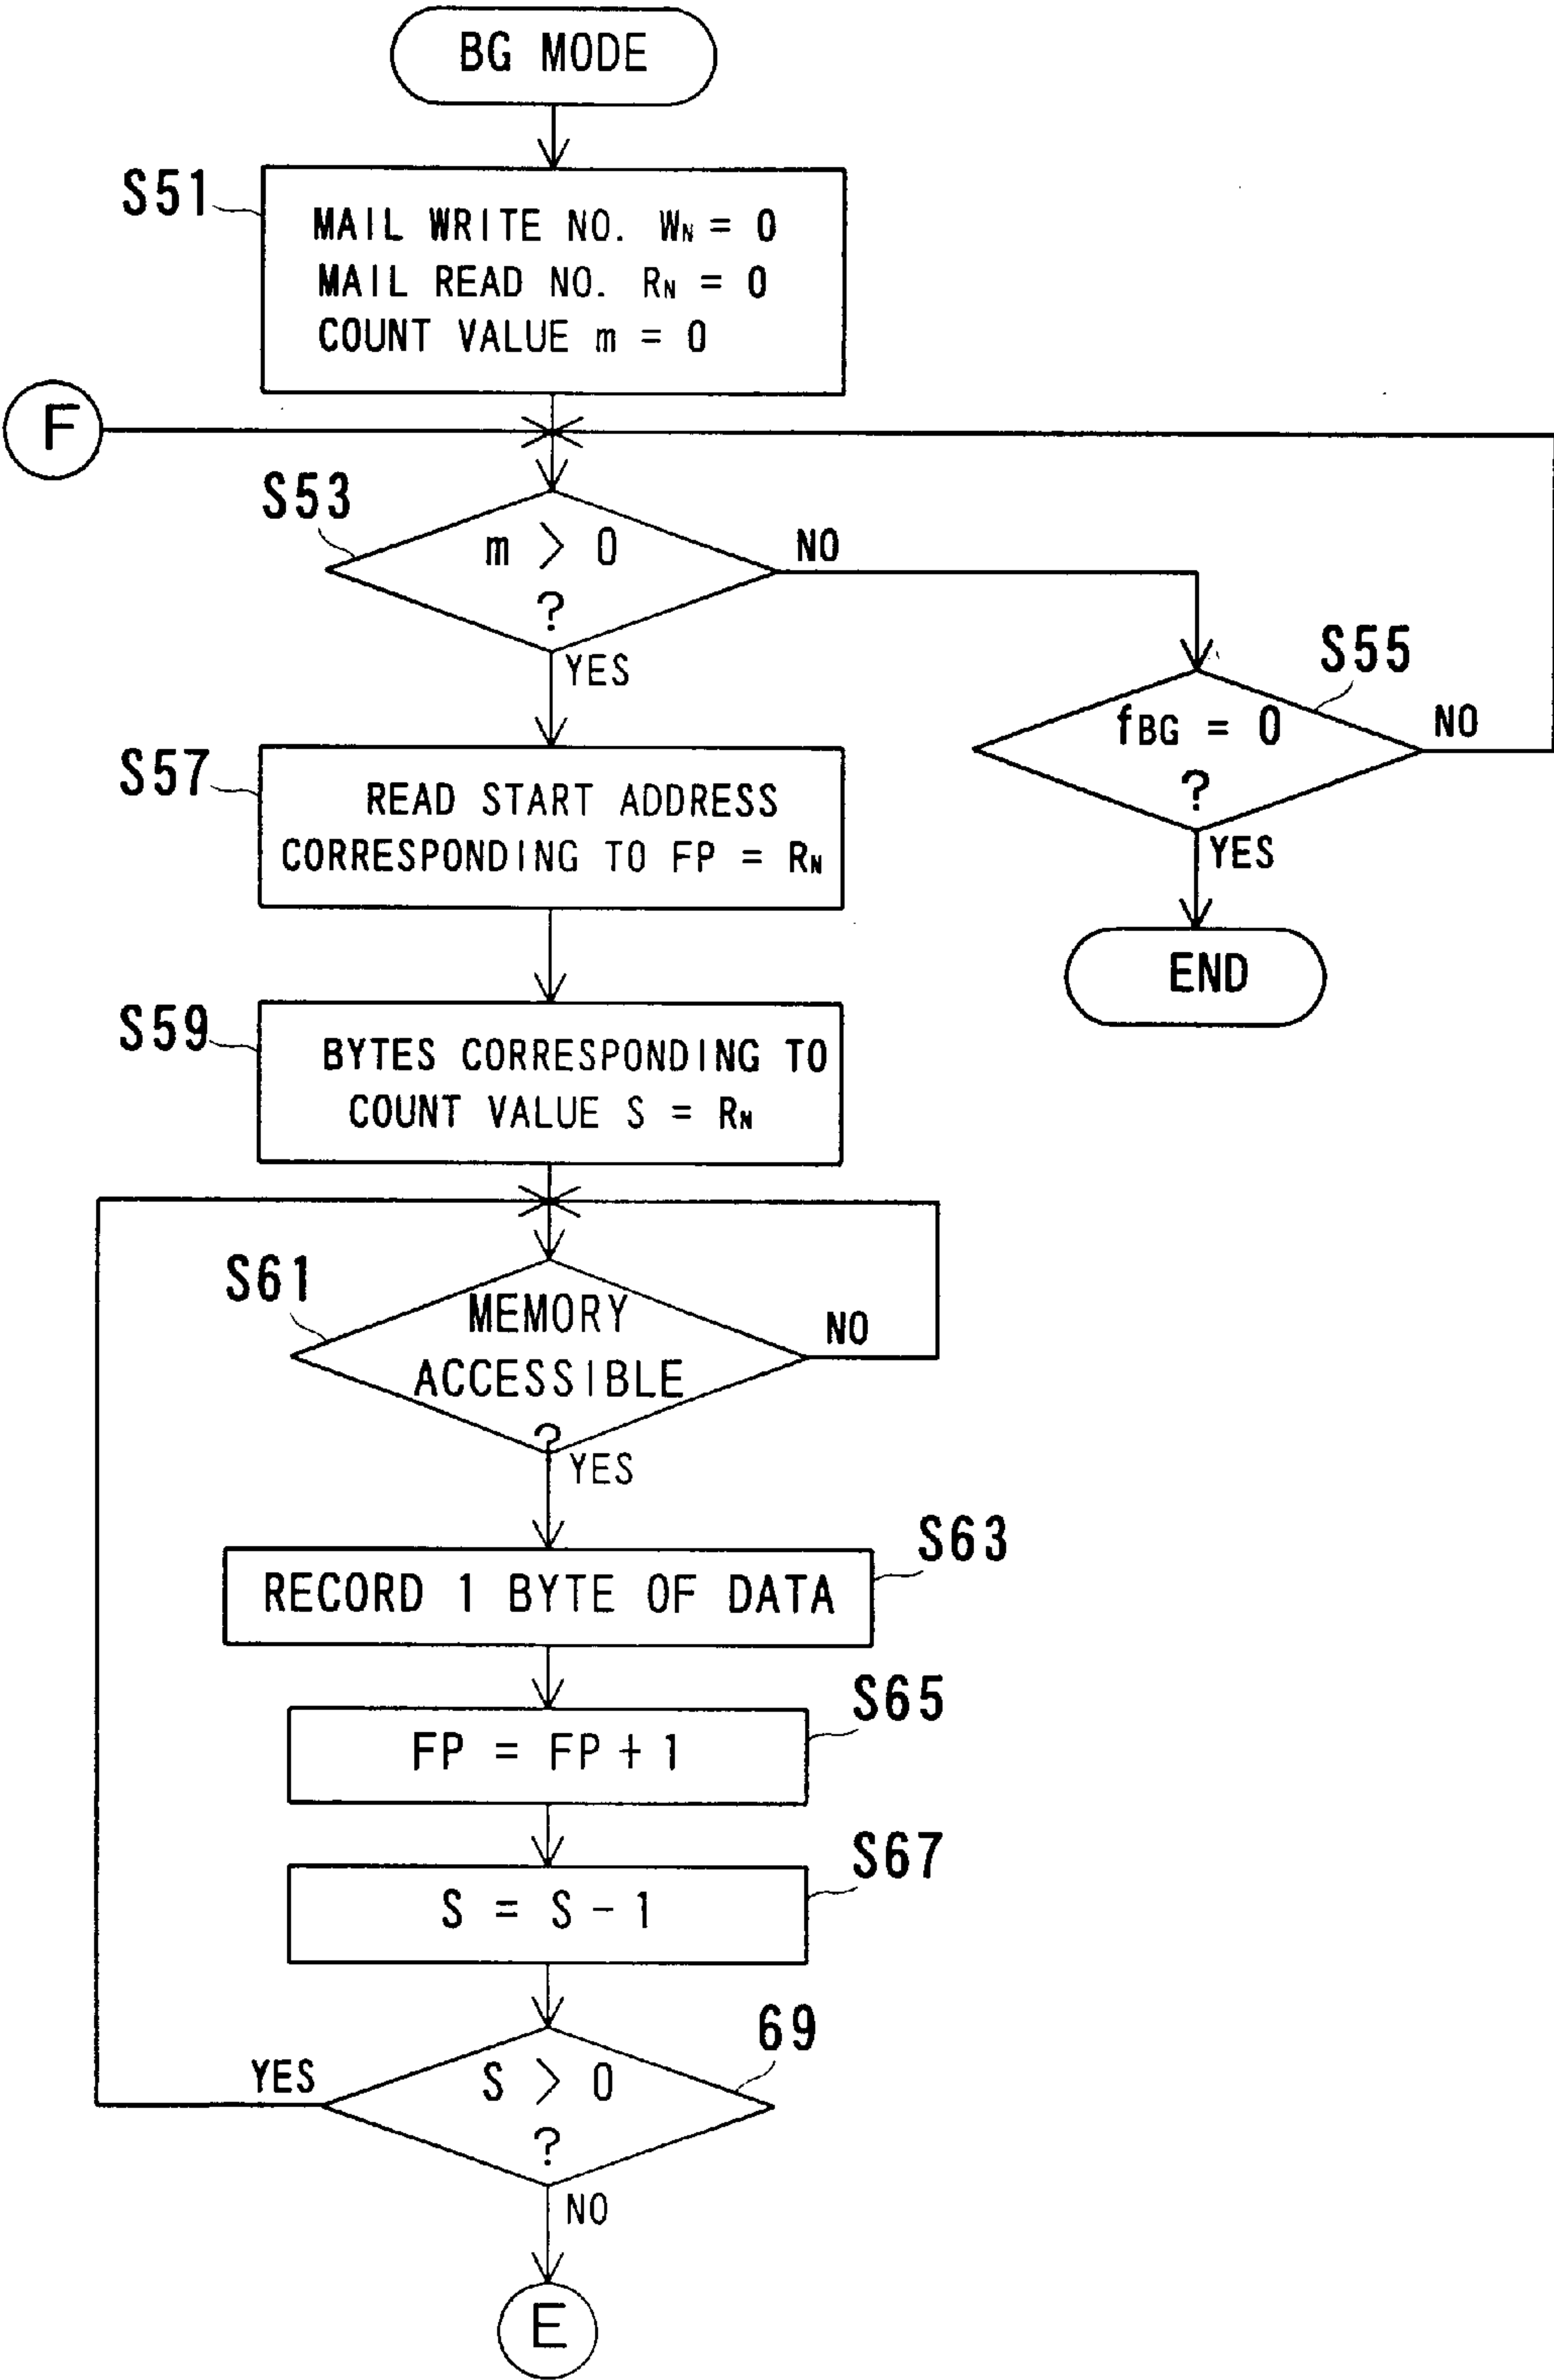 BG MODE
S51
MAIL WRITE NO. WN = 0
MAIL READ NO. RN = 0
COUNT VALUE m = 0
F
S53
m > 0
?
NO
YES
S55
fBG = 0
?
NO
YES
END
S57
READ START ADDRESS
CORRESPONDING TO FP = RN
S59
BYTES CORRESPONDING TO
COUNT VALUE S = RN
S61
MEMORY
ACCESSIBLE
?
NO
YES
S63
RECORD 1 BYTE OF DATA
S65
FP = FP + 1
S67
S = S - 1
69
S > 0
?
YES
NO
E